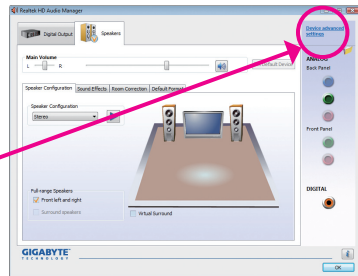 Realtek HD Audio Manager
Digital Output
Speakers
Device advanced
settings
Main Volume
L
R
Default Device
ANALOG
Back Panel
Speaker Configuration
Sound Effects
Room Correction
Default Format
Speaker Configuration
Stereo
Front Panel
Full-range Speakers
Front left and right
Surround speakers
Virtual Surround
DIGITAL
GIGABYTE
TECHNOLOGY
OK